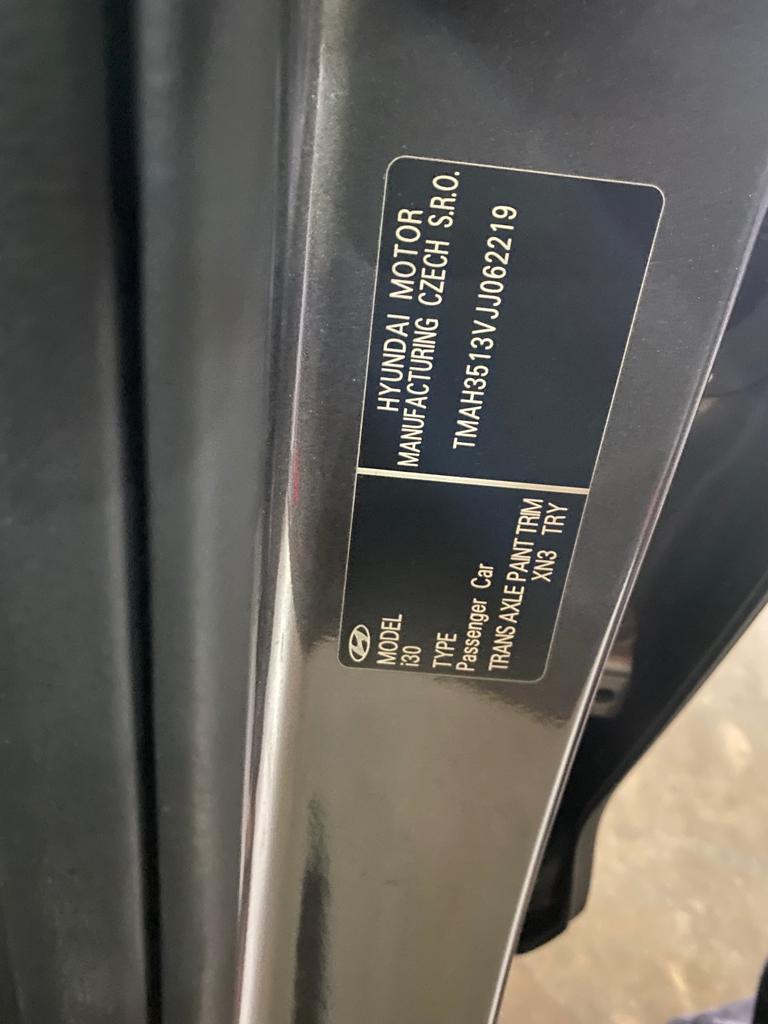 MODEL
i30
TYPE
Passenger Car
TRANS AXLE PAINT TRIM
XN3 TRY
HYUNDAI MOTOR
MANUFACTURING CZECH S.R.O.
TMAH3513VJJ062219